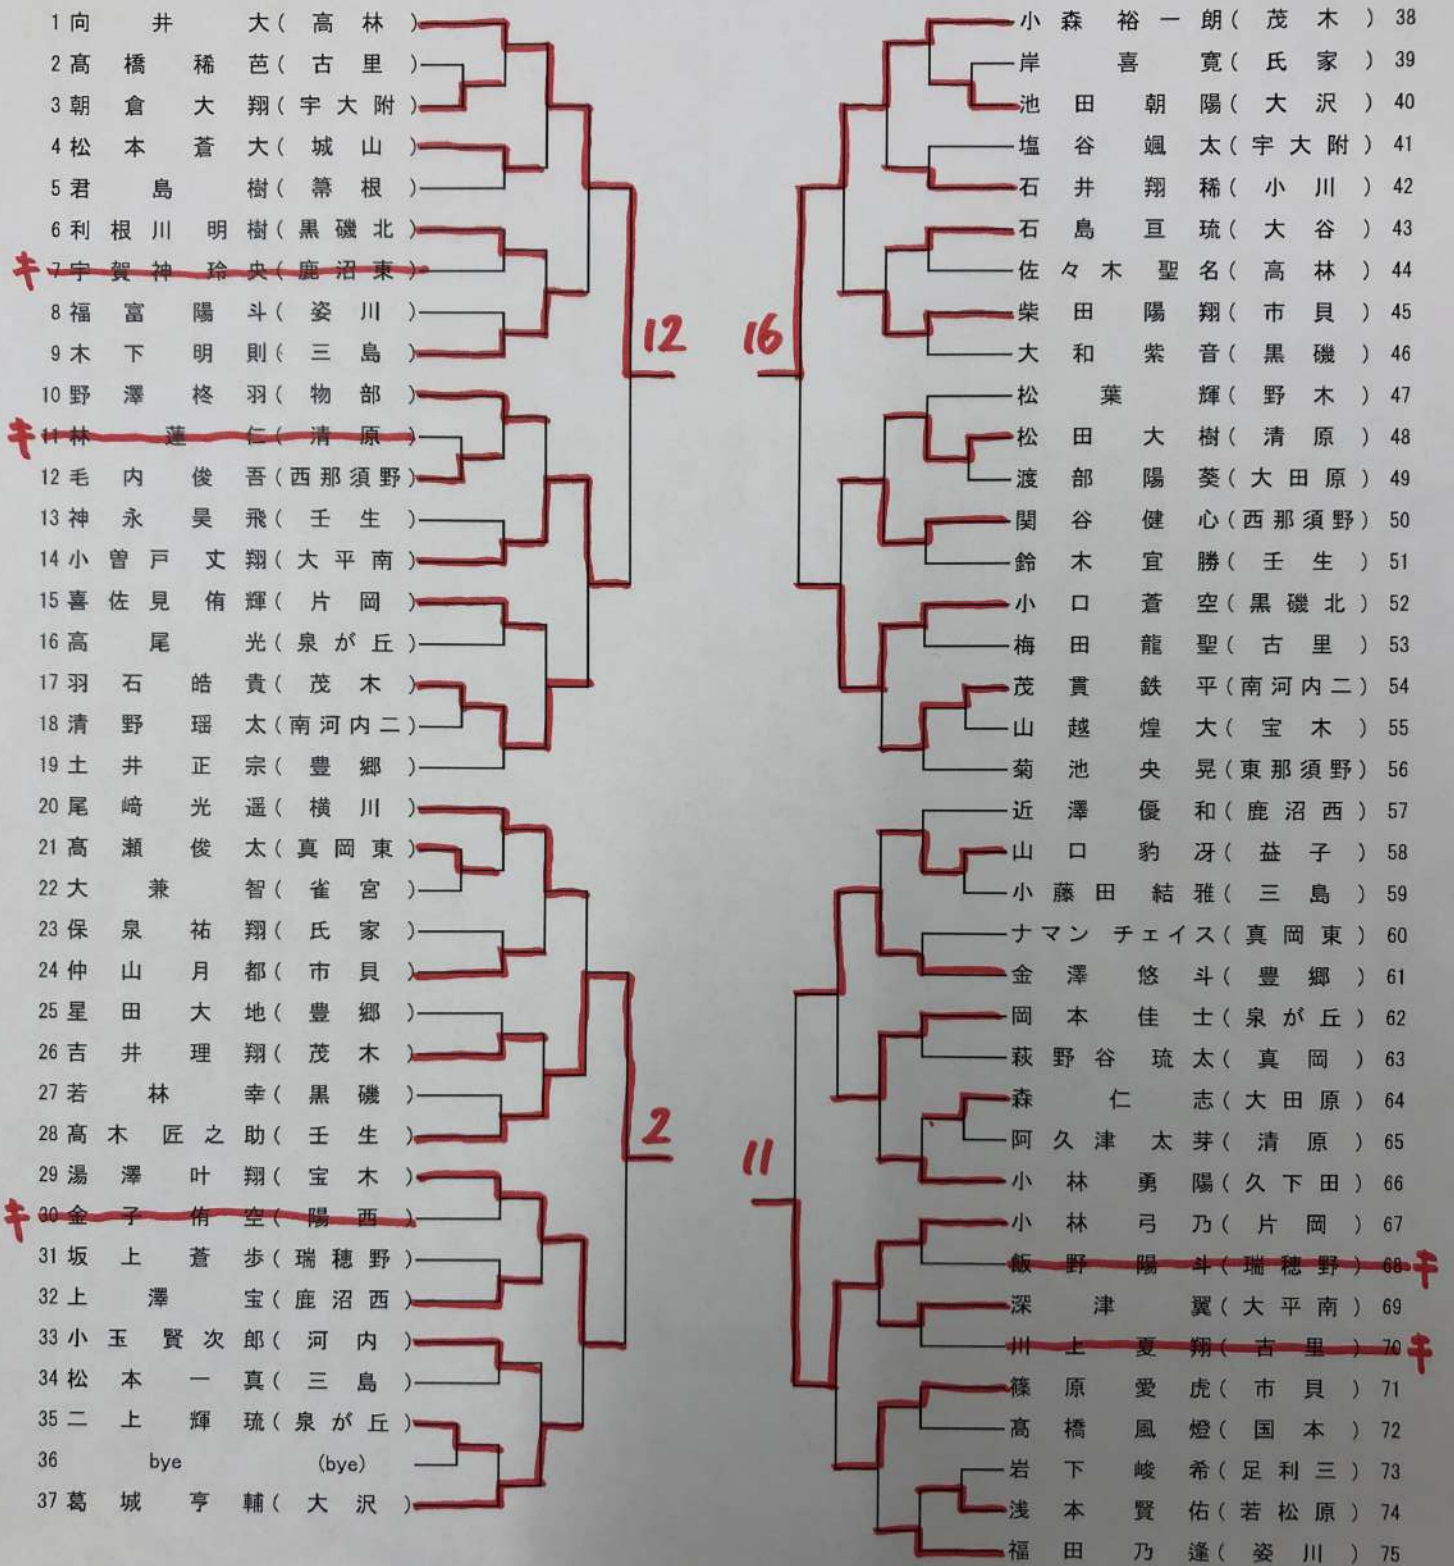 1 向井大(高林)
2 髙橋稀芭(古里)
3 朝倉大翔(宇大附)
4 松本蒼大(城山)
5 君島樹(箒根)
6 利根川明樹(黒磯北)
キ 7 宇賀神玲央(鹿沼東)
8 福富陽斗(姿川)
9 木下明則(三島)
12
10 野澤柊羽(物部)
キ 11 林蓮仁(清原)
12 毛内俊吾(西那須野)
13 神永昊飛(壬生)
14 小曽戸丈翔(大平南)
15 喜佐見侑輝(片岡)
16 高尾光(泉が丘)
17 羽石皓貴(茂木)
18 清野瑶太(南河内二)
19 土井正宗(豊郷)
20 尾﨑光遥(横川)
21 髙瀬俊太(真岡東)
22 大兼智(雀宮)
23 保泉祐翔(氏家)
24 仲山月都(市貝)
25 星田大地(豊郷)
26 吉井理翔(茂木)
27 若林幸(黒磯)
28 髙木匠之助(壬生)
2
29 湯澤叶翔(宝木)
キ 30 金子侑空(陽西)
31 坂上蒼歩(瑞穂野)
32 上澤宝(鹿沼西)
33 小玉賢次郎(河内)
34 松本一真(三島)
35 二上輝琉(泉が丘)
36 bye (bye)
37 葛城亨輔(大沢)
小森裕一朗(茂木) 38
岸喜寛(氏家) 39
池田朝陽(大沢) 40
塩谷颯太(宇大附) 41
石井翔稀(小川) 42
石島亘琉(大谷) 43
佐々木聖名(高林) 44
柴田陽翔(市貝) 45
大和紫音(黒磯) 46
16
松葉輝(野木) 47
松田大樹(清原) 48
渡部陽葵(大田原) 49
関谷健心(西那須野) 50
鈴木宜勝(壬生) 51
小口蒼空(黒磯北) 52
梅田龍聖(古里) 53
茂貫鉄平(南河内二) 54
山越煌大(宝木) 55
菊池央晃(東那須野) 56
近澤優和(鹿沼西) 57
山口豹冴(益子) 58
小藤田結雅(三島) 59
ナマン チェイス(真岡東) 60
金澤悠斗(豊郷) 61
岡本佳士(泉が丘) 62
萩野谷琉太(真岡) 63
森仁志(大田原) 64
阿久津太芽(清原) 65
11
小林勇陽(久下田) 66
小林弓乃(片岡) 67
飯野陽斗(瑞穂野) 68 キ
深津翼(大平南) 69
川上夏翔(古里) 70 キ
篠原愛虎(市貝) 71
髙橋風燈(国本) 72
岩下峻希(足利三) 73
浅本賢佑(若松原) 74
福田乃逢(姿川) 75